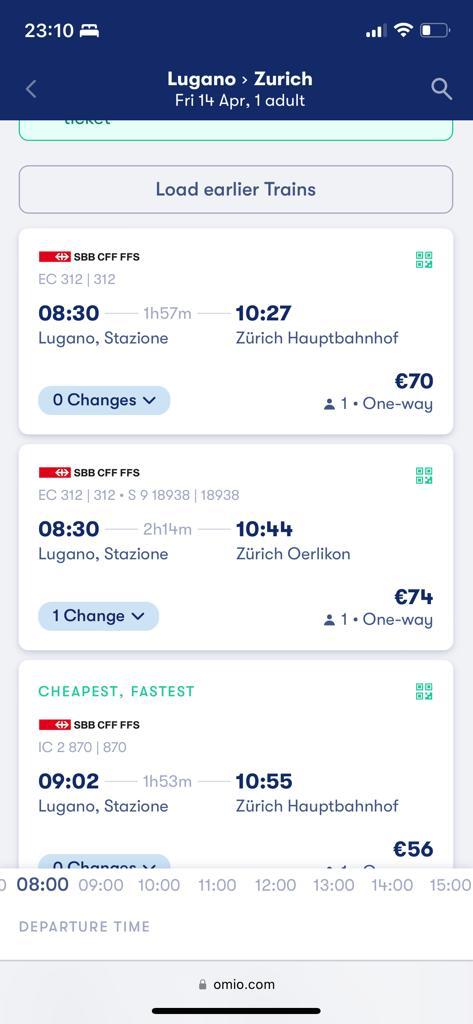 23:10
Lugano › Zurich
Fri 14 Apr, 1 adult
ticket
Load earlier Trains
SBB CFF FFS
EC 312 | 312
08:30 1h57m 10:27
Lugano, Stazione Zürich Hauptbahnhof
€70
0 Changes 1 • One-way
SBB CFF FFS
EC 312 | 312 • S 9 18938 | 18938
08:30 2h14m 10:44
Lugano, Stazione Zürich Oerlikon
€74
1 Change 1 • One-way
CHEAPEST, FASTEST
SBB CFF FFS
IC 2 870 | 870
09:02 1h53m 10:55
Lugano, Stazione Zürich Hauptbahnhof
€56
0 Changes
08:00 09:00 10:00 11:00 12:00 13:00 14:00 15:00
DEPARTURE TIME
omio.com